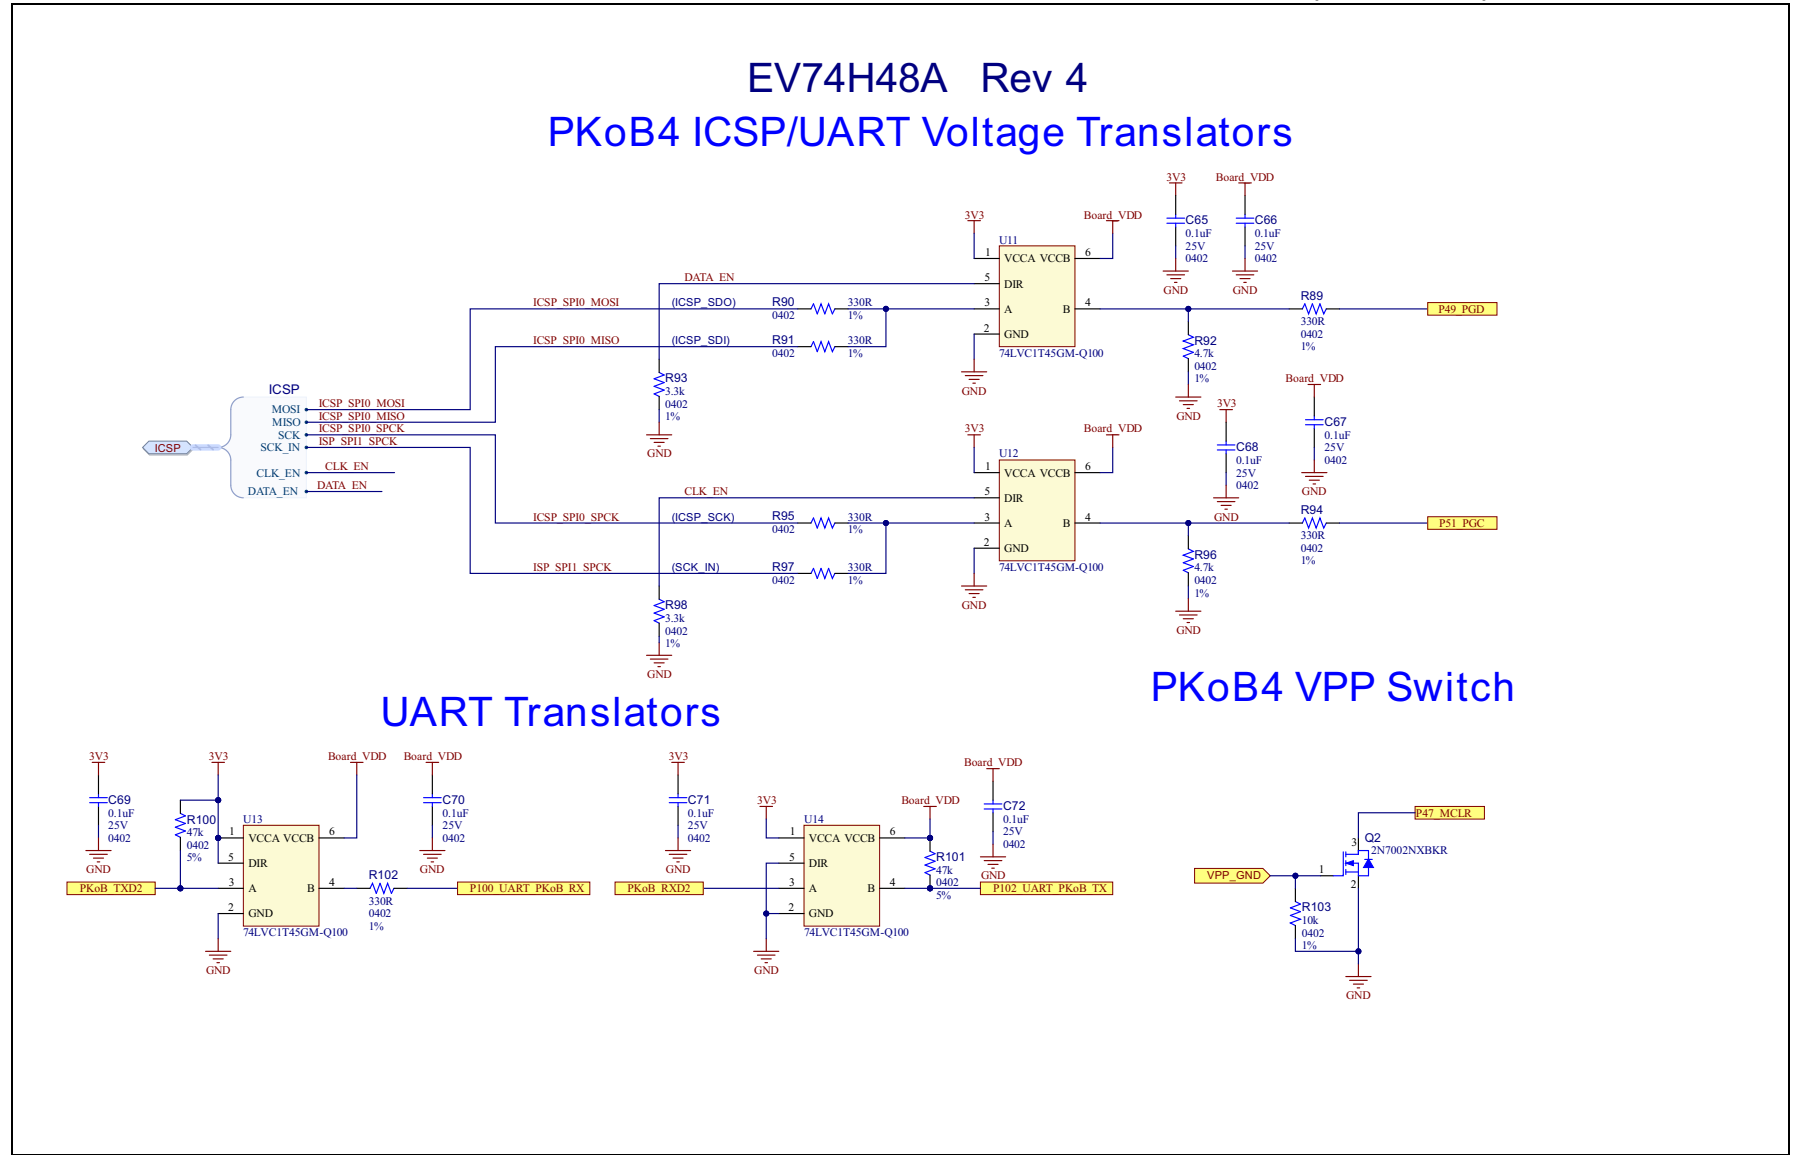 EV74H48A Rev 4
PKoB4 ICSP/UART Voltage Translators
3V3
Board_VDD
C65
0.1uF
25V
0402
GND
C66
0.1uF
25V
0402
GND
3V3
Board_VDD
U11
1 VCCA VCCB 6
5 DIR
3 A B 4
2 GND
74LVC1T45GM-Q100
GND
DATA_EN
ICSP_SPI0_MOSI
(ICSP_SDO)
R90
0402
330R
1%
ICSP_SPI0_MISO
(ICSP_SDI)
R91
0402
330R
1%
R93
3.3k
0402
1%
GND
R92
4.7k
0402
1%
GND
R89
330R
0402
1%
P49_PGD
ICSP
ICSP
MOSI ICSP_SPI0_MOSI
MISO ICSP_SPI0_MISO
SCK ICSP_SPI0_SPCK
SCK_IN ISP_SPI1_SPCK
CLK_EN CLK_EN
DATA_EN DATA_EN
3V3
Board_VDD
U12
1 VCCA VCCB 6
5 DIR
3 A B 4
2 GND
74LVC1T45GM-Q100
GND
CLK_EN
ICSP_SPI0_SPCK
(ICSP_SCK)
R95
0402
330R
1%
ISP_SPI1_SPCK
(SCK_IN)
R97
0402
330R
1%
R98
3.3k
0402
1%
GND
3V3
C68
0.1uF
25V
0402
GND
Board_VDD
C67
0.1uF
25V
0402
GND
R96
4.7k
0402
1%
GND
R94
330R
0402
1%
P51_PGC
UART Translators
3V3
C69
0.1uF
25V
0402
GND
3V3
R100
47k
0402
5%
Board_VDD
U13
1 VCCA VCCB 6
5 DIR
3 A B 4
2 GND
74LVC1T45GM-Q100
GND
PKoB_TXD2
Board_VDD
C70
0.1uF
25V
0402
GND
R102
330R
0402
1%
P100_UART_PKoB_RX
3V3
C71
0.1uF
25V
0402
GND
3V3
U14
1 VCCA VCCB 6
5 DIR
3 A B 4
2 GND
74LVC1T45GM-Q100
GND
PKoB_RXD2
Board_VDD
R101
47k
0402
5%
Board_VDD
C72
0.1uF
25V
0402
GND
P102_UART_PKoB_TX
PKoB4 VPP Switch
P47_MCLR
Q2
2N7002NXBKR
3
1
2
VPP_GND
R103
10k
0402
1%
GND